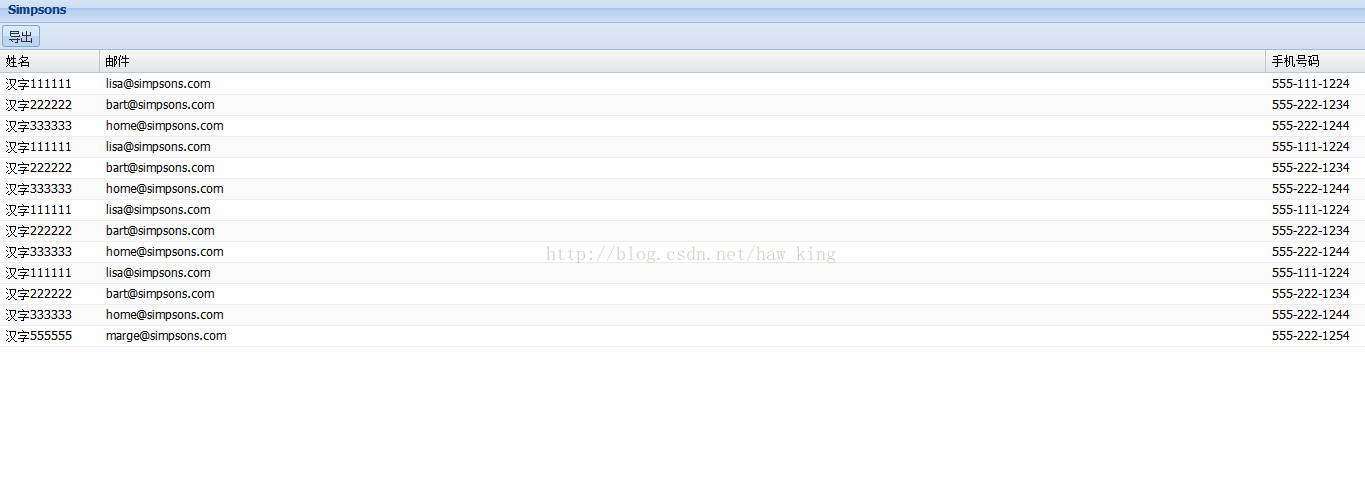 Simpsons
导出
姓名 邮件 手机号码
汉字111111 lisa@simpsons.com 555-111-1224
汉字222222 bart@simpsons.com 555-222-1234
汉字333333 home@simpsons.com 555-222-1244
汉字111111 lisa@simpsons.com 555-111-1224
汉字222222 bart@simpsons.com 555-222-1234
汉字333333 home@simpsons.com 555-222-1244
汉字111111 lisa@simpsons.com 555-111-1224
汉字222222 bart@simpsons.com 555-222-1234
汉字333333 home@simpsons.com 555-222-1244
http://blog.csdn.net/haw_king
汉字111111 lisa@simpsons.com 555-111-1224
汉字222222 bart@simpsons.com 555-222-1234
汉字333333 home@simpsons.com 555-222-1244
汉字555555 marge@simpsons.com 555-222-1254